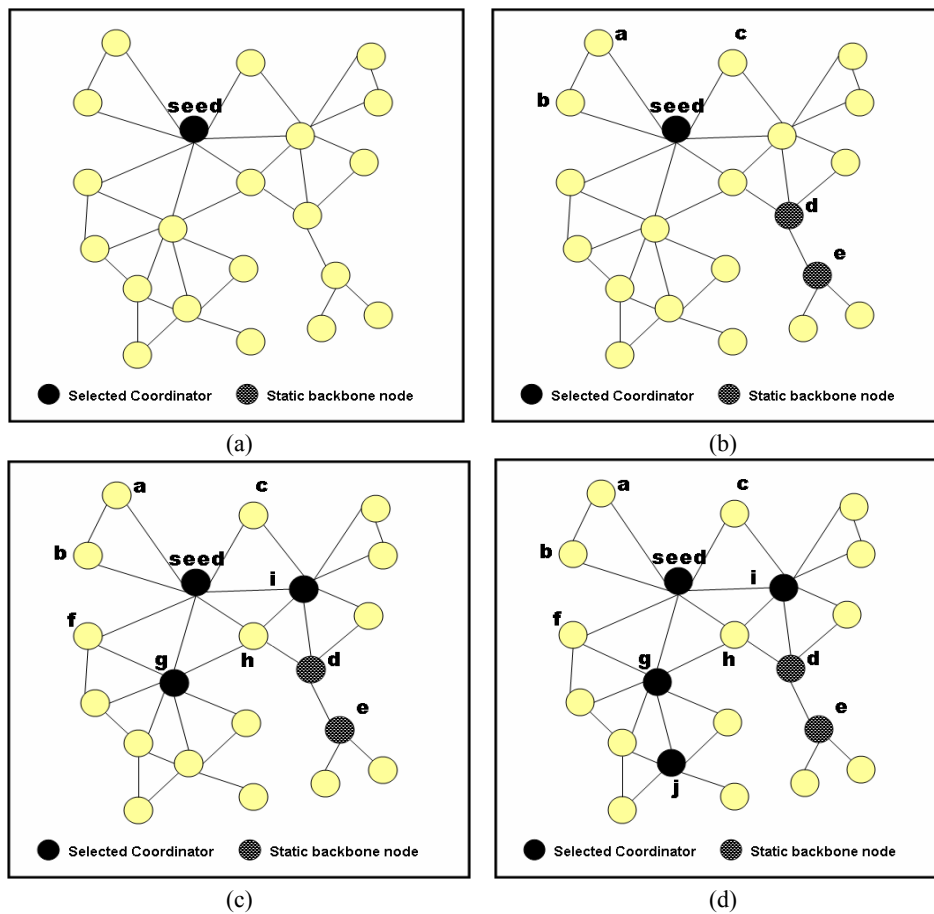 seed
Selected Coordinator Static backbone node
(a)
a c
b seed
d
e
Selected Coordinator Static backbone node
(b)
a c
b seed
i
f
g h d
e
Selected Coordinator Static backbone node
(c)
a c
b seed
i
f
g h d
e
j
Selected Coordinator Static backbone node
(d)